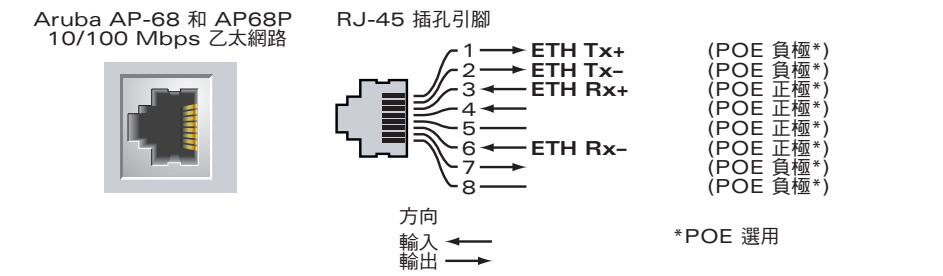 Aruba AP-68 和 AP68P
10/100 Mbps 乙太網路
RJ-45 插孔引腳
1 ETH Tx+ (POE 負極*)
2 ETH Tx– (POE 負極*)
3 ETH Rx+ (POE 正極*)
4 (POE 正極*)
5 (POE 正極*)
6 ETH Rx– (POE 正極*)
7 (POE 負極*)
8 (POE 負極*)
方向
輸入
輸出
*POE 選用